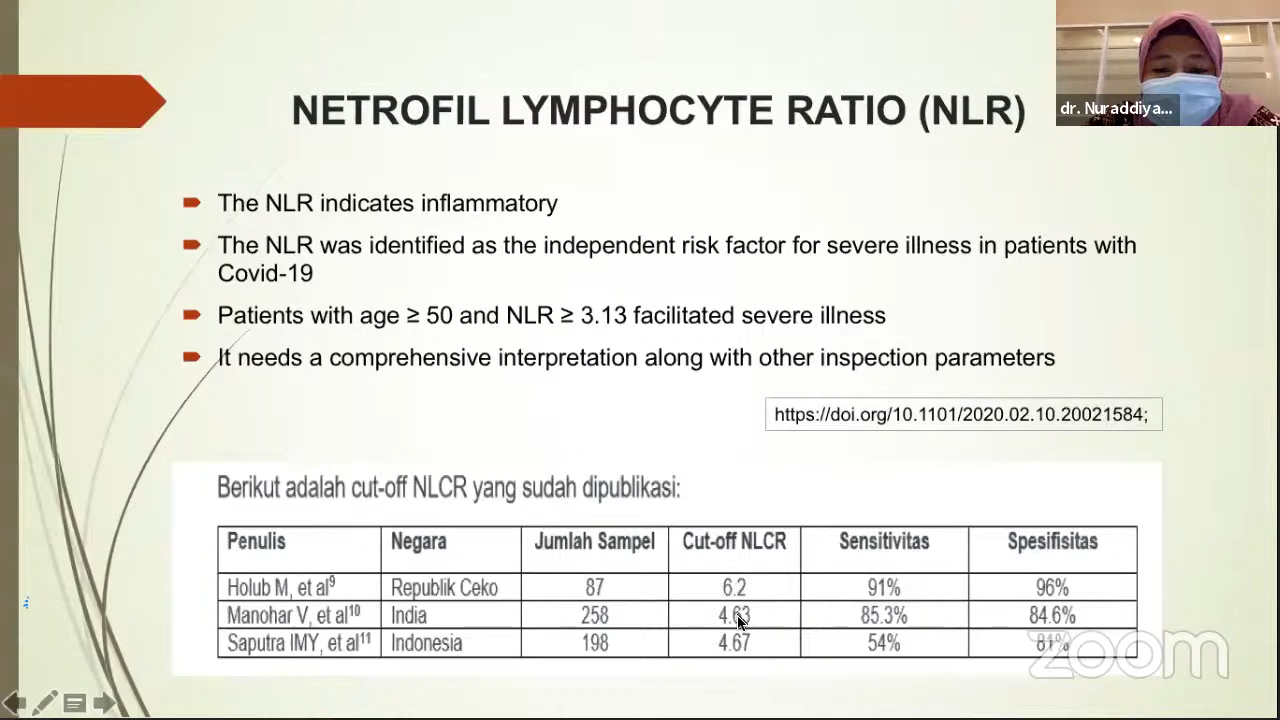 dr. Nuraddiya...
NETROFIL LYMPHOCYTE RATIO (NLR)
The NLR indicates inflammatory
The NLR was identified as the independent risk factor for severe illness in patients with
Covid-19
Patients with age ≥ 50 and NLR ≥ 3.13 facilitated severe illness
It needs a comprehensive interpretation along with other inspection parameters
https://doi.org/10.1101/2020.02.10.20021584;
Berikut adalah cut-off NLCR yang sudah dipublikasi:
Penulis Negara Jumlah Sampel Cut-off NLCR Sensitivitas Spesifisitas
Holub M, et al⁹ Republik Ceko 87 6.2 91% 96%
Manohar V, et al¹⁰ India 258 4.63 85.3% 84.6%
Saputra IMY, et al¹¹ Indonesia 198 4.67 54% 81%
zoom